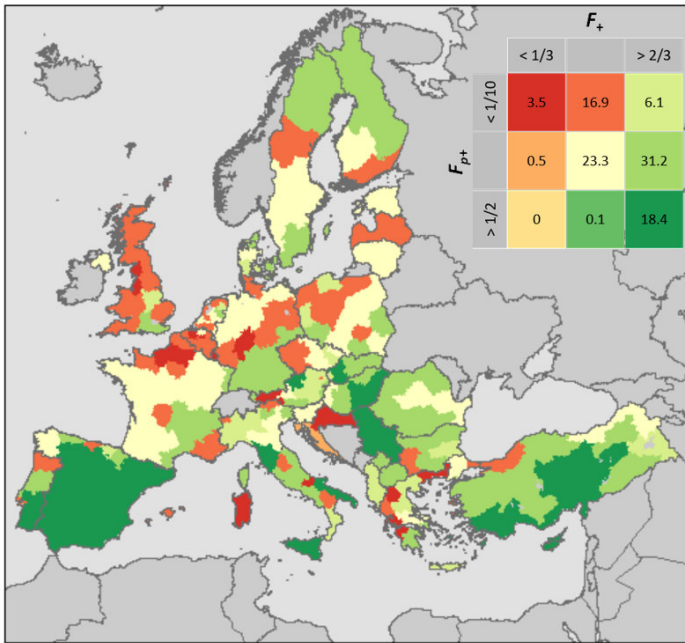 F+
< 1/3 > 2/3
< 1/10 3.5 16.9 6.1
Fp+ 0.5 23.3 31.2
> 1/2 0 0.1 18.4